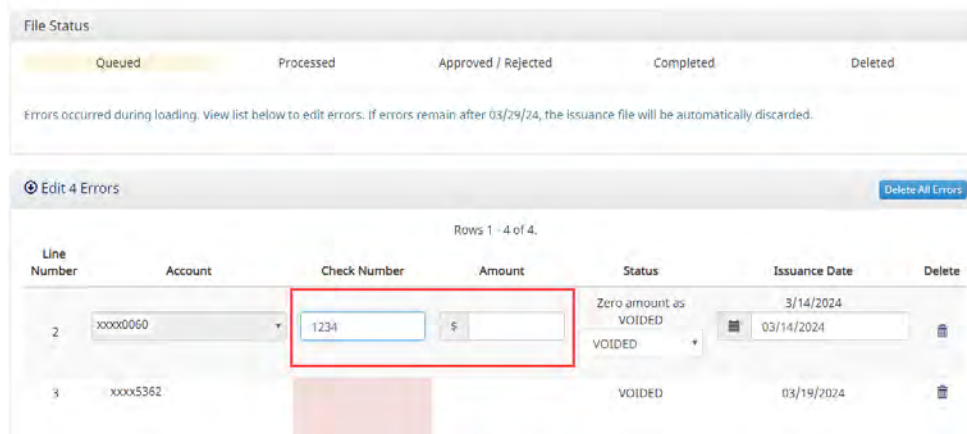 File Status
Queued Processed Approved / Rejected Completed Deleted
Errors occurred during loading. View list below to edit errors. If errors remain after 03/29/24, the issuance file will be automatically discarded.
Edit 4 Errors Delete All Errors
Rows 1 - 4 of 4.
Line Number Account Check Number Amount Status Issuance Date Delete
2 xxxx0060 1234 $ Zero amount as VOIDED VOIDED 3/14/2024 03/14/2024
3 xxxx5362 VOIDED 03/19/2024